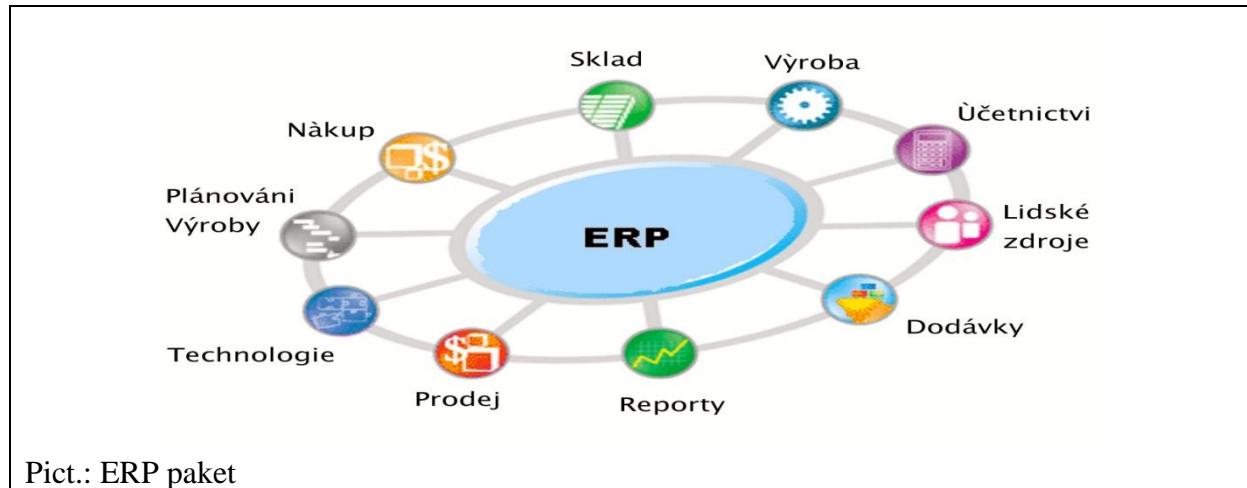 Sklad
Vỳroba
Nàkup
Ùčetnictvi
Plánováni
Výroby
ERP
Lidské
zdroje
Dodávky
Technologie
Prodej
Reporty
Pict.: ERP paket